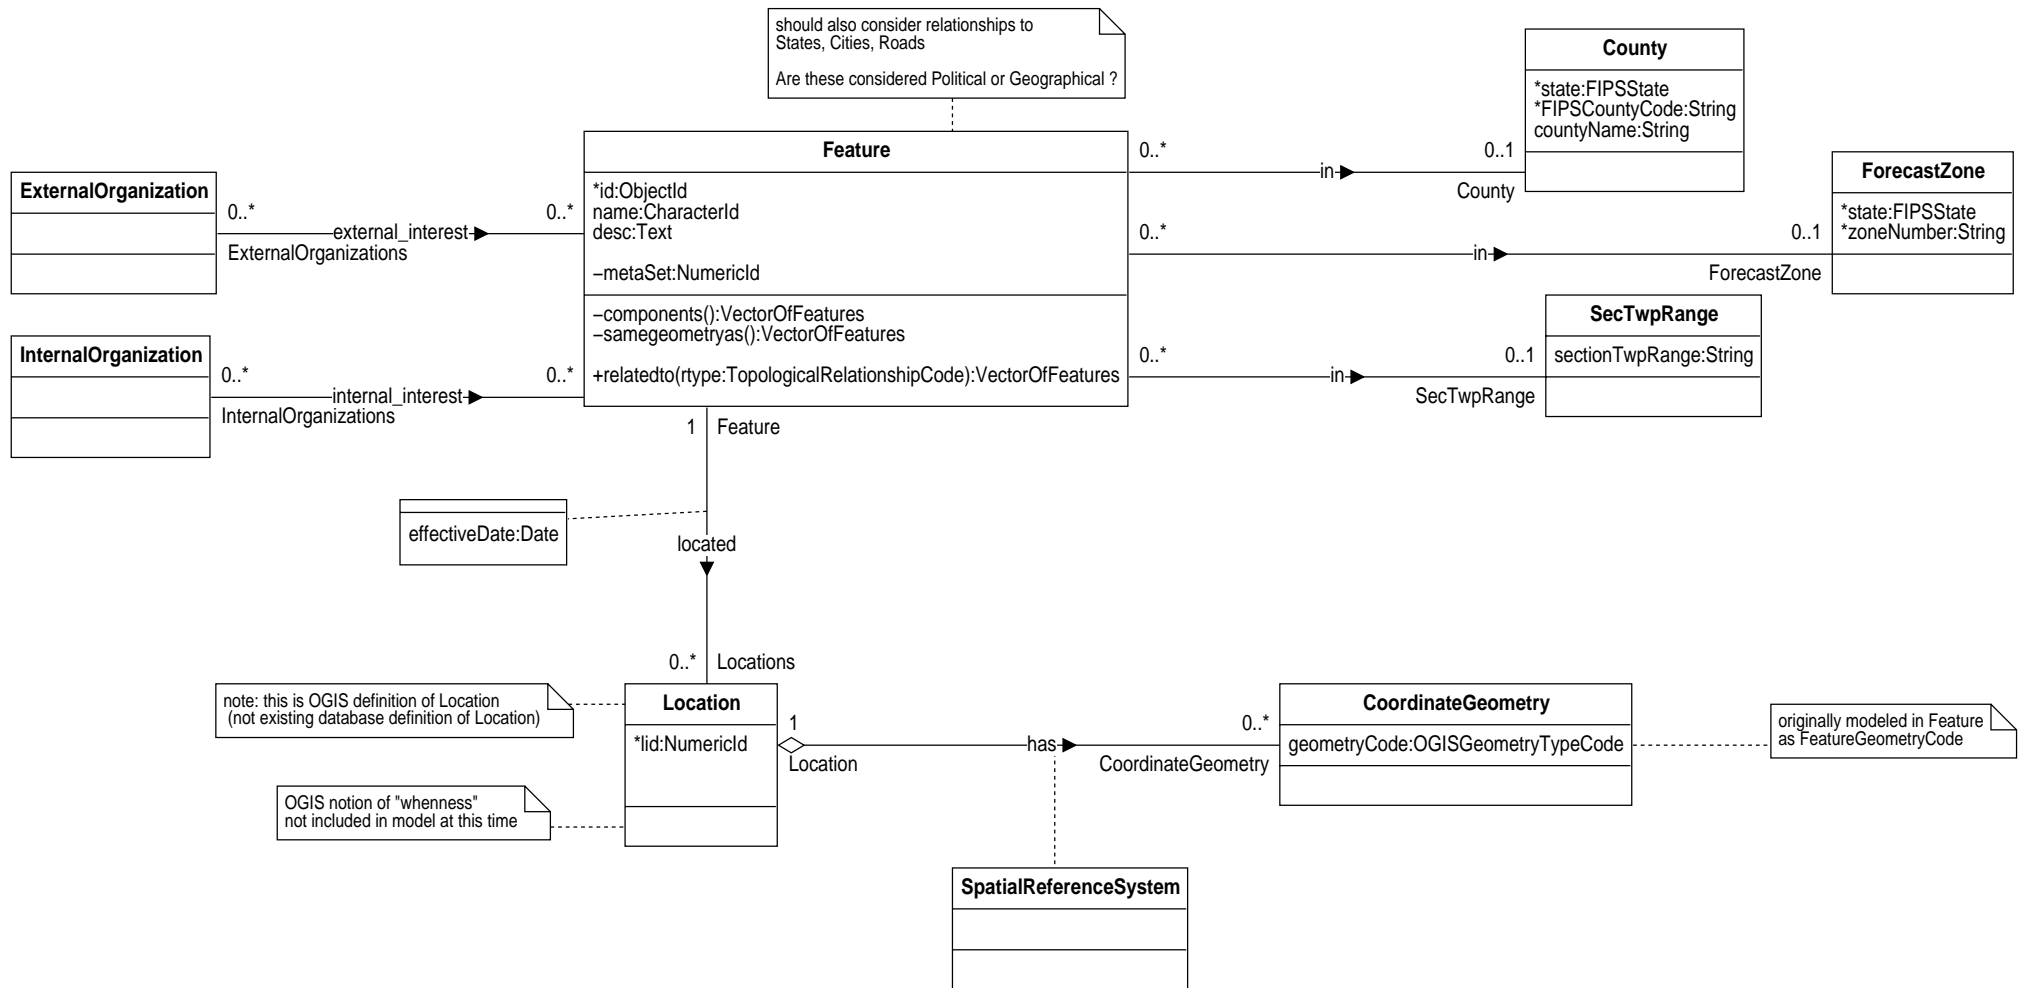 should also consider relationships to
States, Cities, Roads
Are these considered Political or Geographical ?
County
*state:FIPSState
*FIPSCountyCode:String
countyName:String
Feature
*id:ObjectId
name:CharacterId
desc:Text
–metaSet:NumericId
–components():VectorOfFeatures
–samegeometryas():VectorOfFeatures
+relatedto(rtype:TopologicalRelationshipCode):VectorOfFeatures
0..*
in
0..1
County
ForecastZone
*state:FIPSState
*zoneNumber:String
ExternalOrganization
0..*
external_interest
0..*
ExternalOrganizations
0..*
in
0..1
ForecastZone
SecTwpRange
sectionTwpRange:String
InternalOrganization
0..*
internal_interest
0..*
InternalOrganizations
0..*
in
0..1
SecTwpRange
1
Feature
effectiveDate:Date
located
0..*
Locations
note: this is OGIS definition of Location
(not existing database definition of Location)
Location
*lid:NumericId
1
has
0..*
Location
CoordinateGeometry
CoordinateGeometry
geometryCode:OGISGeometryTypeCode
originally modeled in Feature
as FeatureGeometryCode
OGIS notion of "whenness"
not included in model at this time
SpatialReferenceSystem